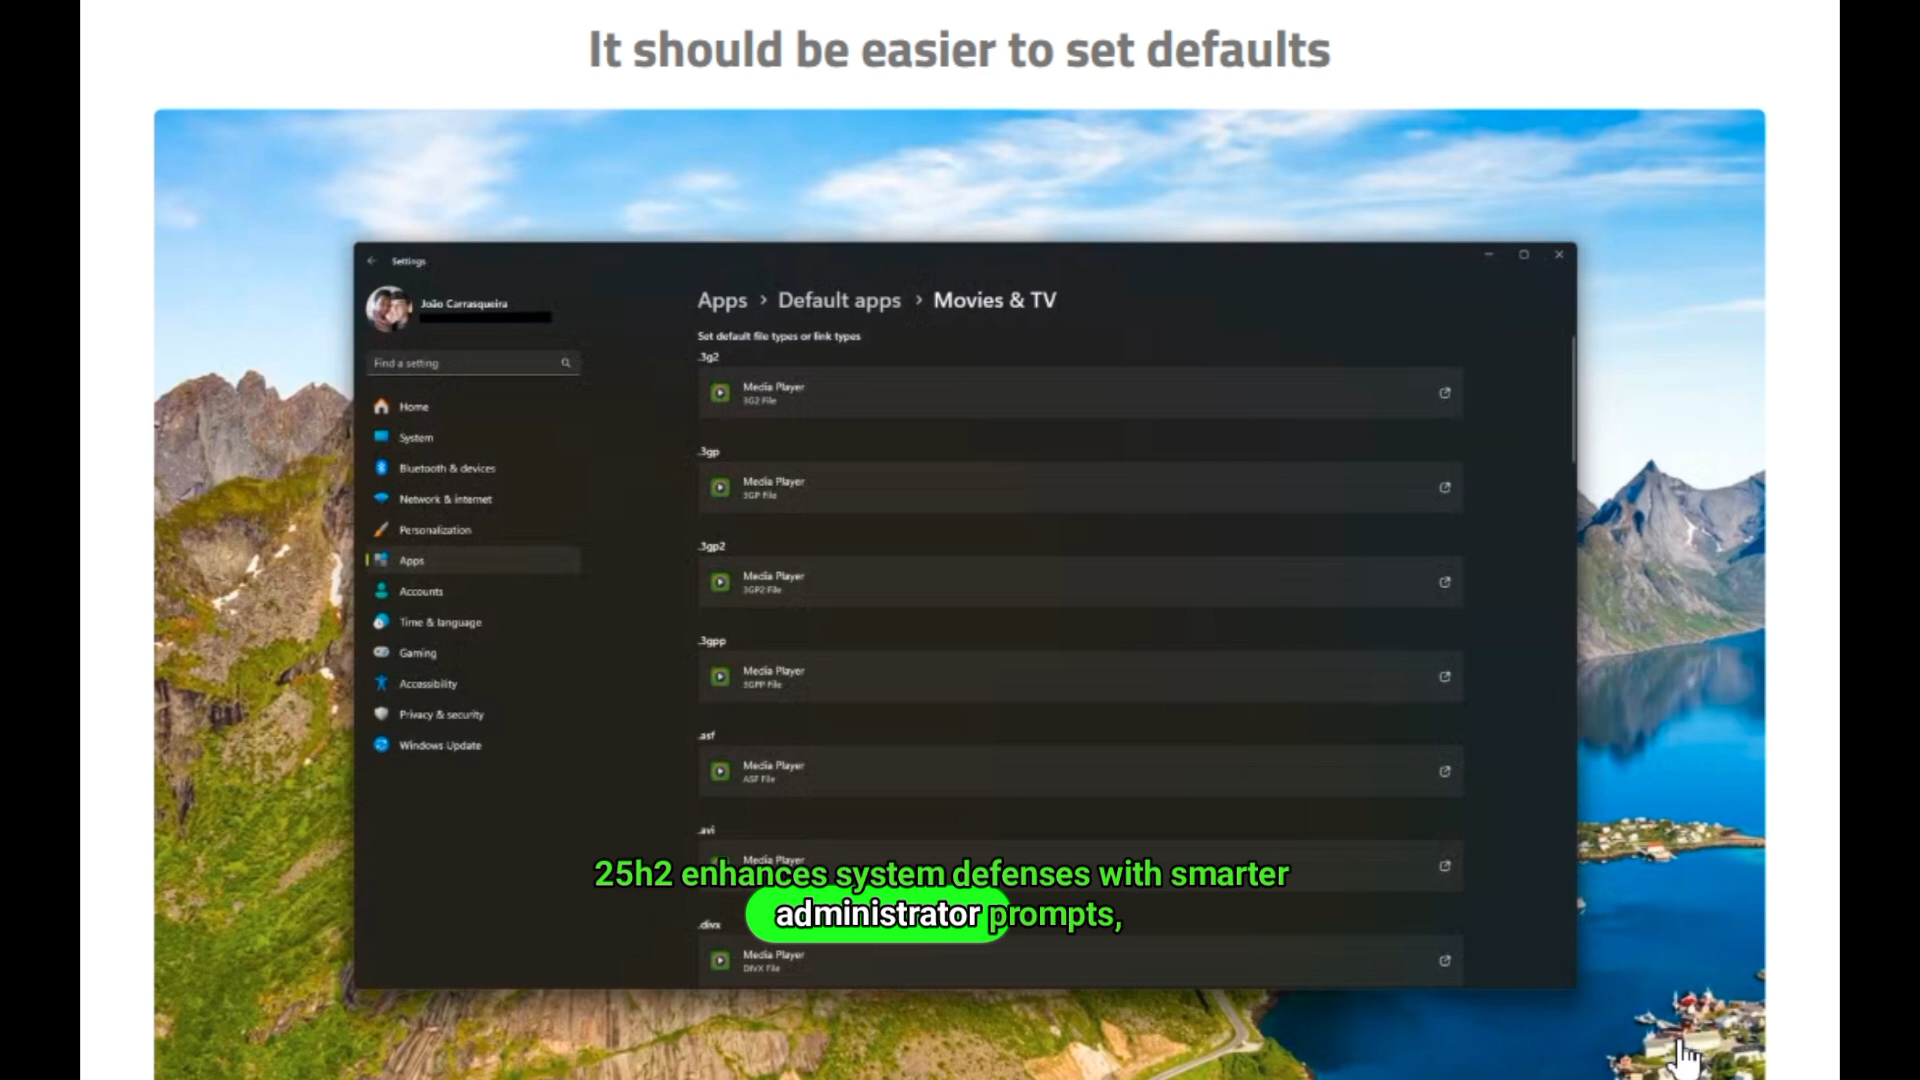 It should be easier to set defaults
Settings
João Carrasqueira
Find a setting
Home
System
Bluetooth & devices
Network & internet
Personalization
Apps
Accounts
Time & language
Gaming
Accessibility
Privacy & security
Windows Update
Apps > Default apps > Movies & TV
Set default file types or link types
.3g2
Media Player
3G2 File
.3gp
Media Player
3GP File
.3gp2
Media Player
3GP2 File
.3gpp
Media Player
3GPP File
.asf
Media Player
ASF File
.avi
Media Player
25h2 enhances system defenses with smarter
administrator prompts,
.divx
Media Player
DIVX File